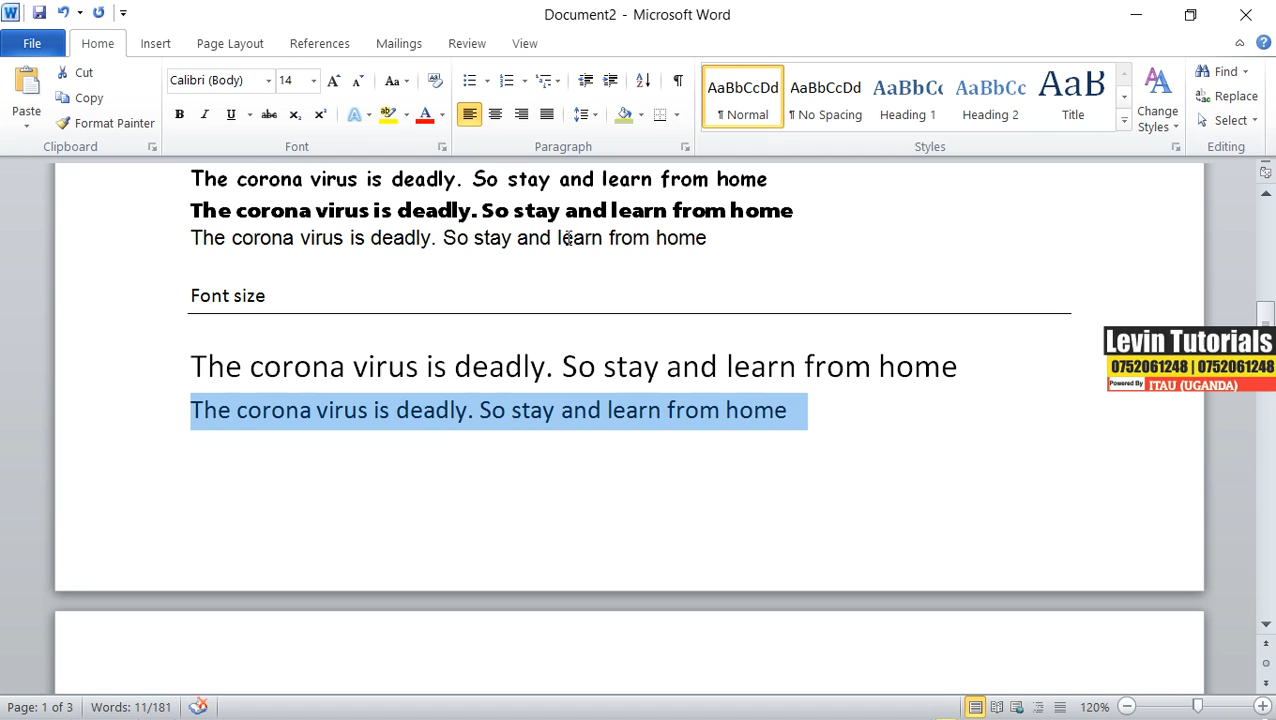 Document2 - Microsoft Word
File Home Insert Page Layout References Mailings Review View
Paste
Cut
Copy
Format Painter
Clipboard
Calibri (Body) 14
Font
Paragraph
AaBbCcDd ¶ Normal
AaBbCcDd ¶ No Spacing
AaBbCc Heading 1
AaBbCc Heading 2
AaB Title
Change Styles
Styles
Find
Replace
Select
Editing
The corona virus is deadly. So stay and learn from home
The corona virus is deadly. So stay and learn from home
The corona virus is deadly. So stay and learn from home
Font size
The corona virus is deadly. So stay and learn from home
The corona virus is deadly. So stay and learn from home
Levin Tutorials
0752061248 | 0752061248
Powered By ITAU (UGANDA)
Page: 1 of 3 Words: 11/181 120%